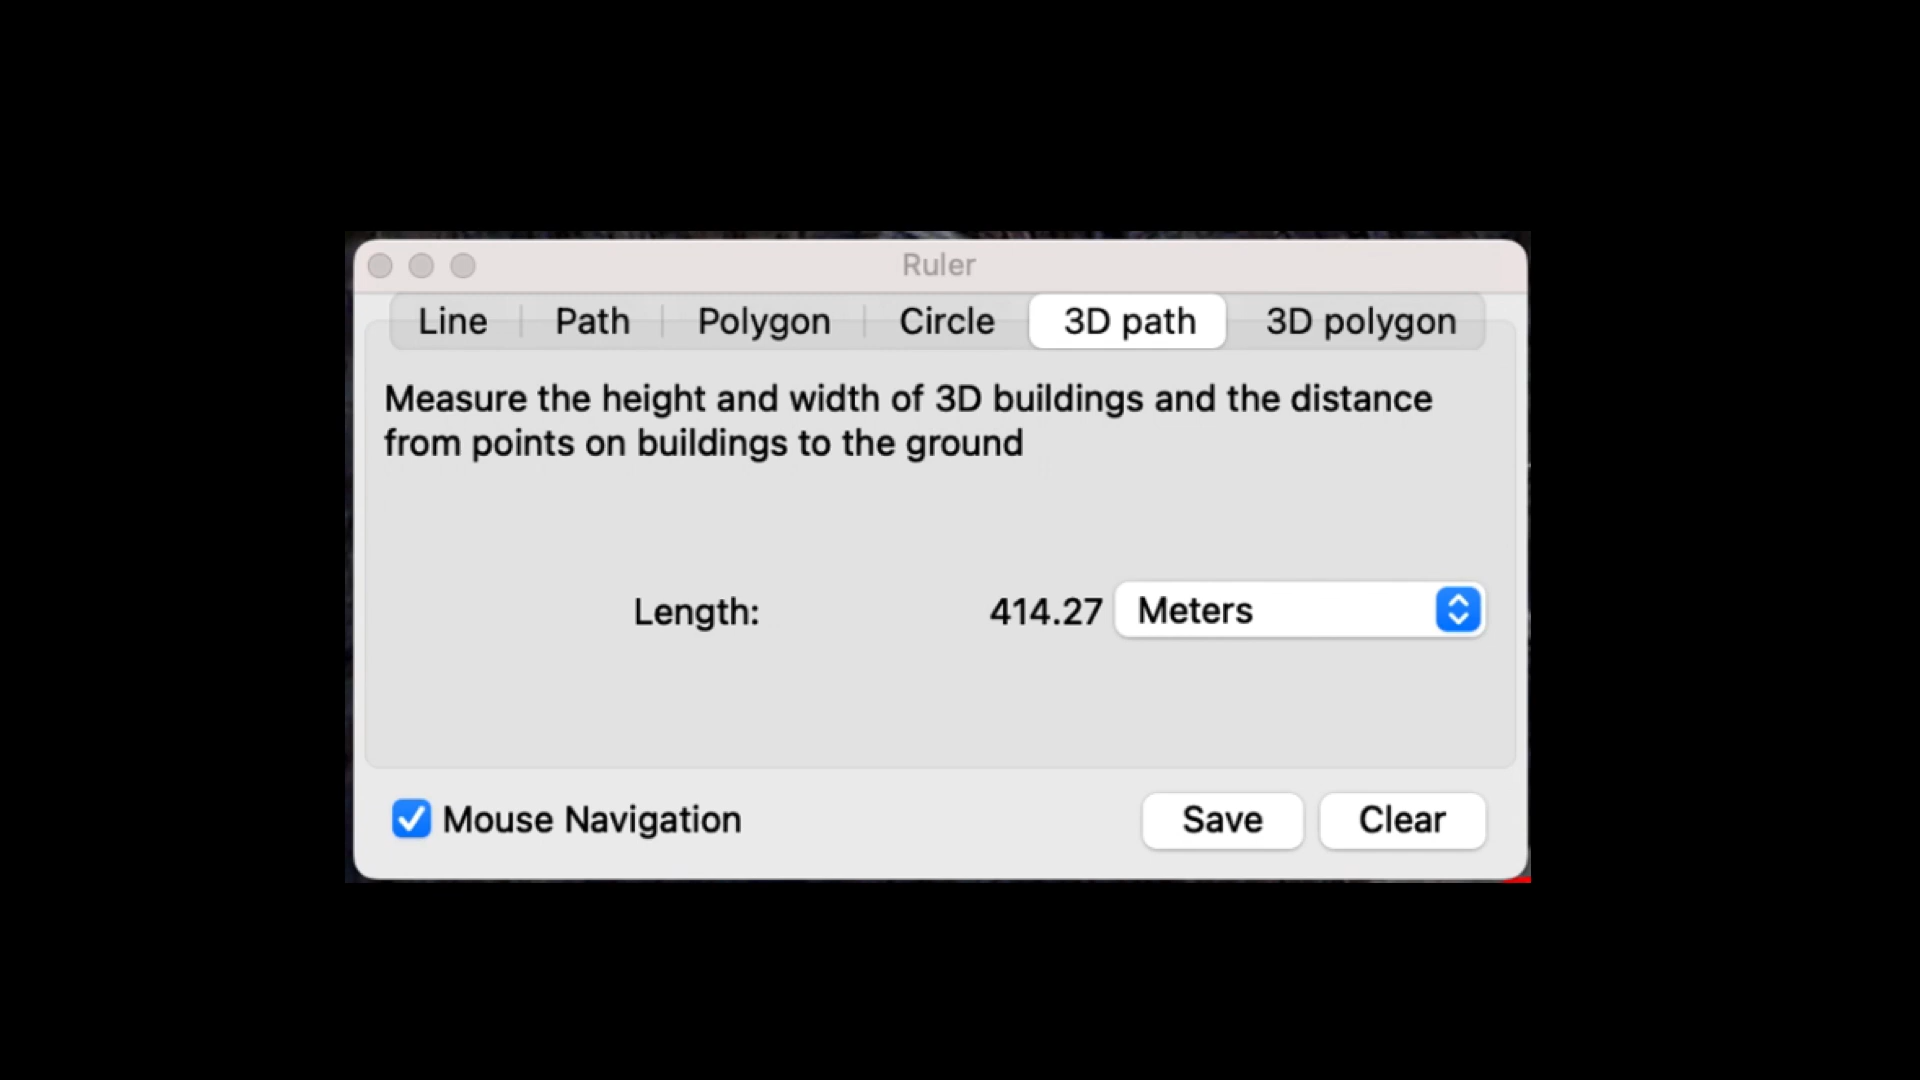 Ruler
Line Path Polygon Circle 3D path 3D polygon
Measure the height and width of 3D buildings and the distance
from points on buildings to the ground
Length: 414.27 Meters
Mouse Navigation Save Clear